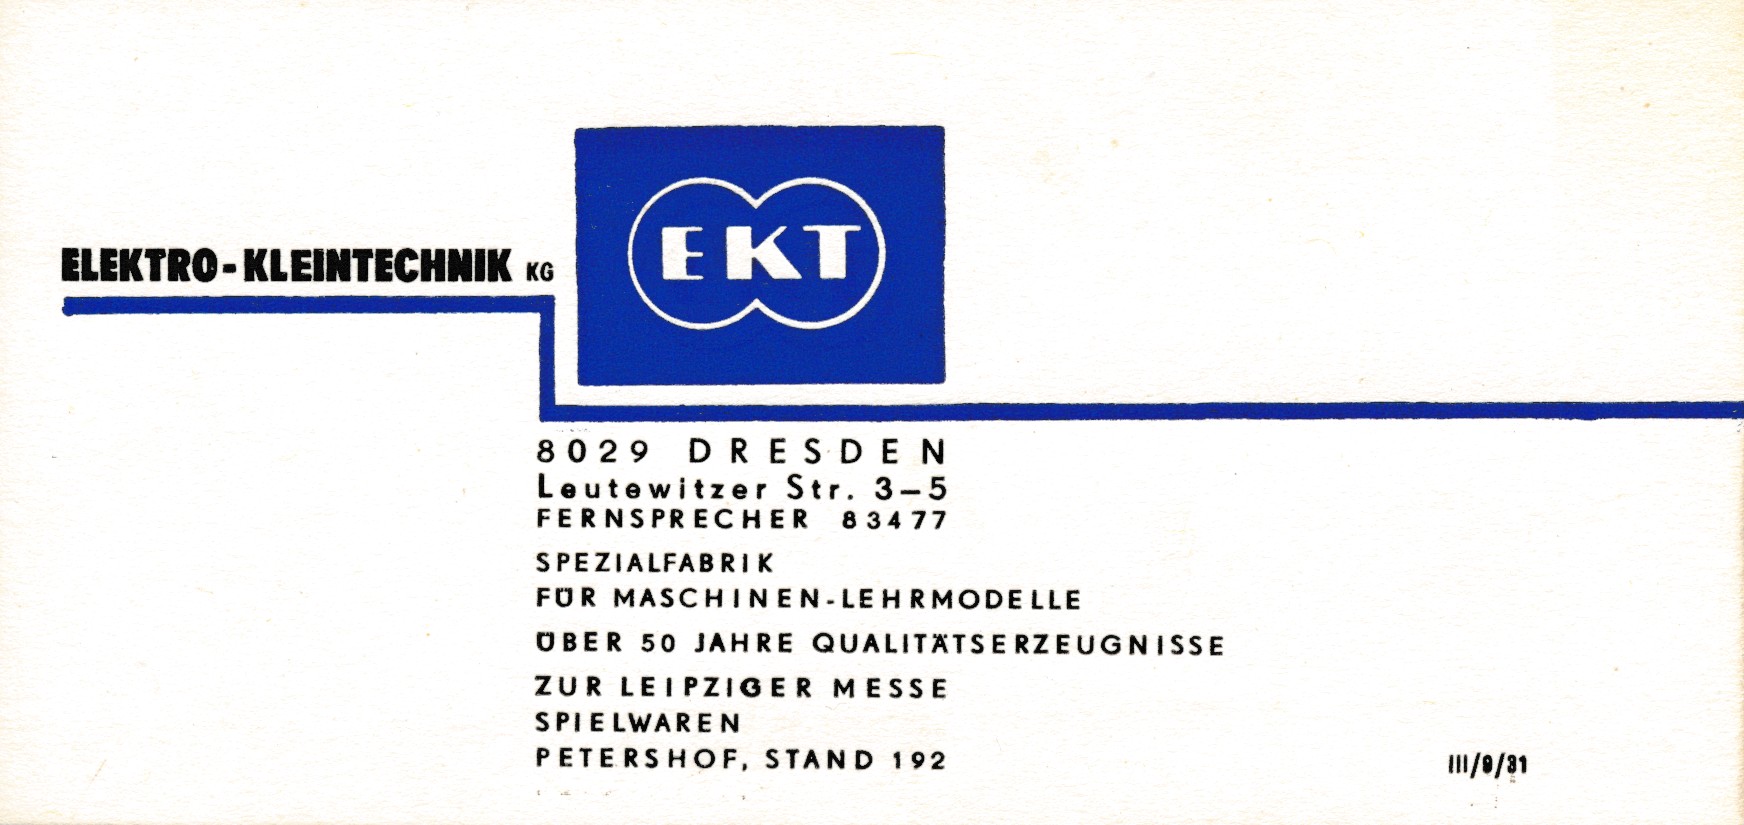 ELEKTRO-KLEINTECHNIK KG
EKT
8029 DRESDEN
Leutewitzer Str. 3–5
FERNSPRECHER 83477
SPEZIALFABRIK
FÜR MASCHINEN-LEHRMODELLE
ÜBER 50 JAHRE QUALITÄTSERZEUGNISSE
ZUR LEIPZIGER MESSE
SPIELWAREN
PETERSHOF, STAND 192
III/9/31